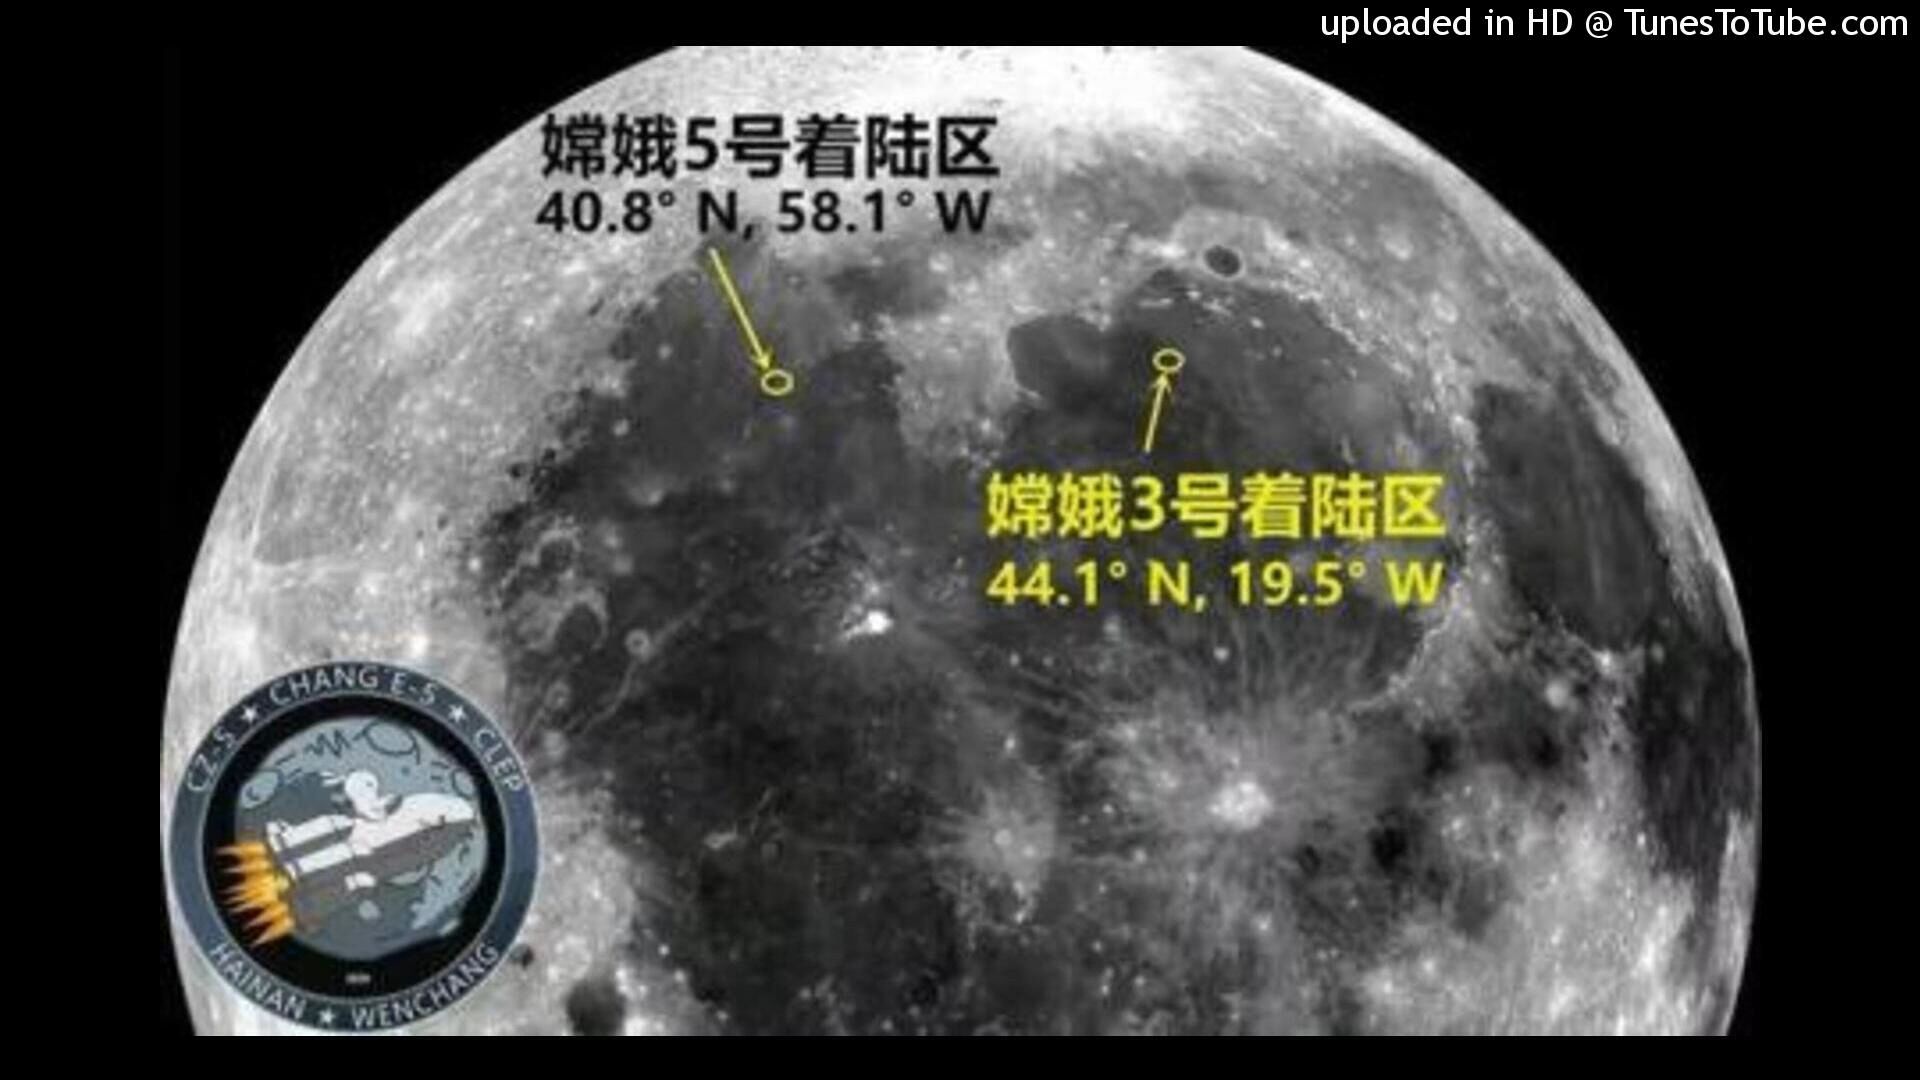 uploaded in HD @ TunesToTube.com
嫦娥5号着陆区
40.8° N, 58.1° W
嫦娥3号着陆区
44.1° N, 19.5° W
CZ-5 ★ CHANG'E-5 ★ CLEP
HAINAN ★ WENCHANG